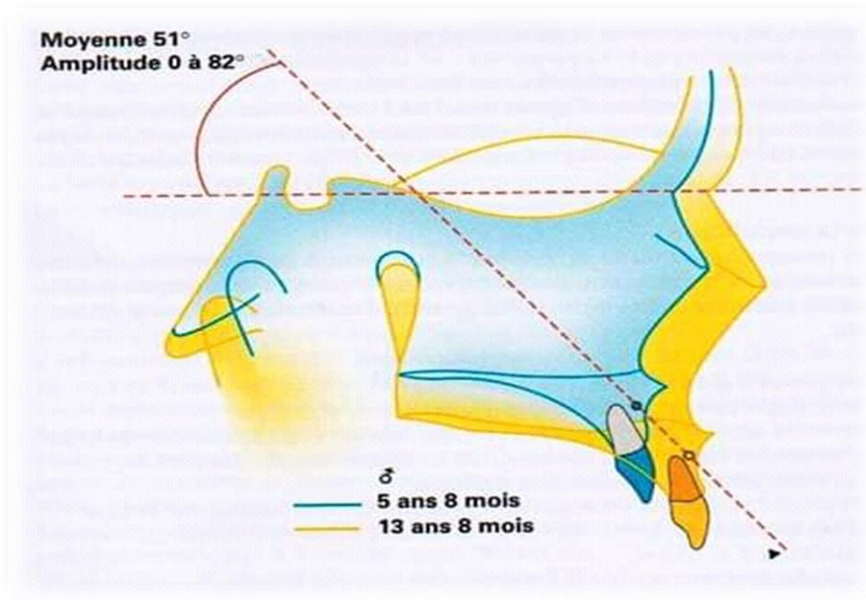 Moyenne 51°
Amplitude 0 à 82°
♂
5 ans 8 mois
13 ans 8 mois